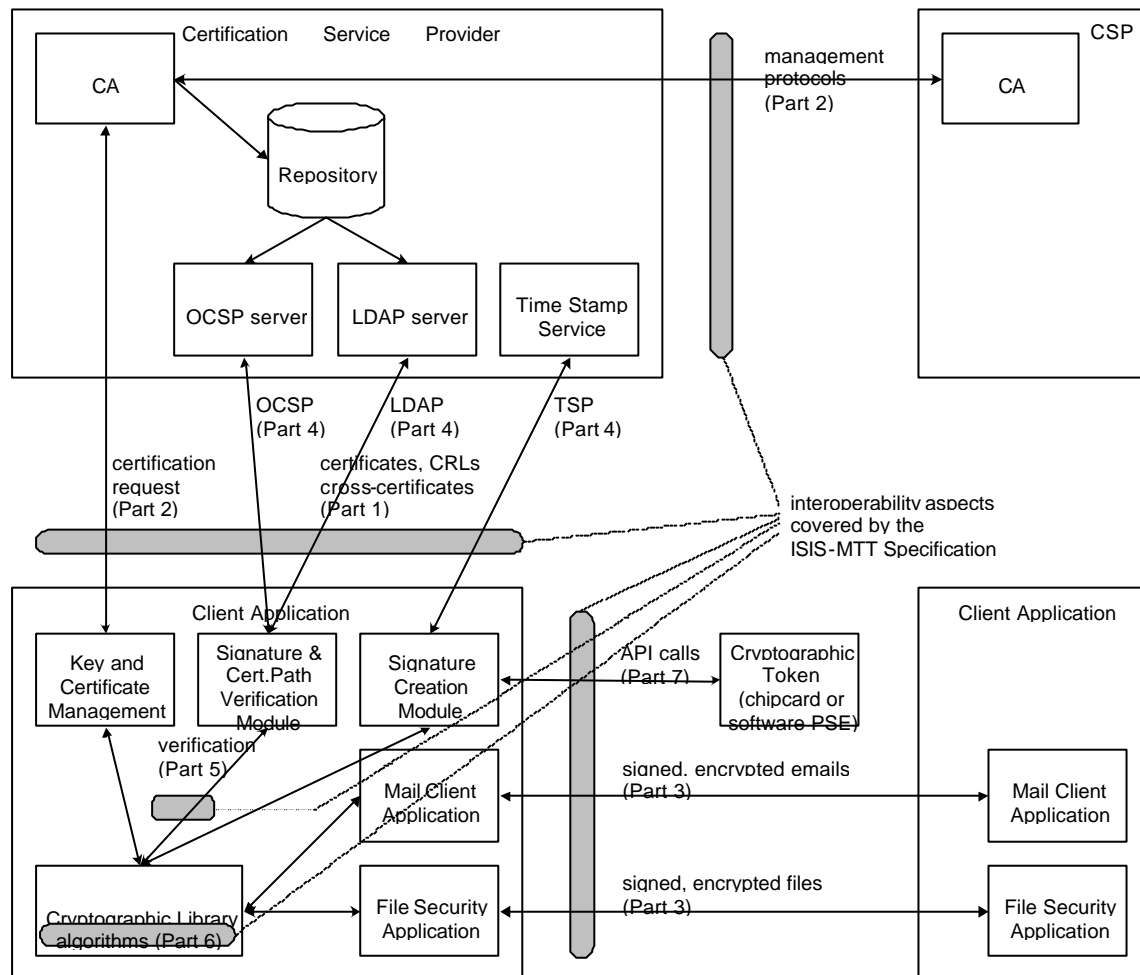 Certification Service Provider
CA
Repository
OCSP server
LDAP server
Time Stamp
Service
management
protocols
(Part 2)
CSP
CA
OCSP
(Part 4)
LDAP
(Part 4)
TSP
(Part 4)
certification
request
(Part 2)
certificates, CRLs
cross-certificates
(Part 1)
interoperability aspects
covered by the
ISIS-MTT Specification
Client Application
Key and
Certificate
Management
Signature &
Cert.Path
Verification
Module
Signature
Creation
Module
API calls
(Part 7)
Cryptographic
Token
(chipcard or
software PSE)
Client Application
verification
(Part 5)
Mail Client
Application
signed, encrypted emails
(Part 3)
Mail Client
Application
Cryptographic Library
algorithms (Part 6)
File Security
Application
signed, encrypted files
(Part 3)
File Security
Application